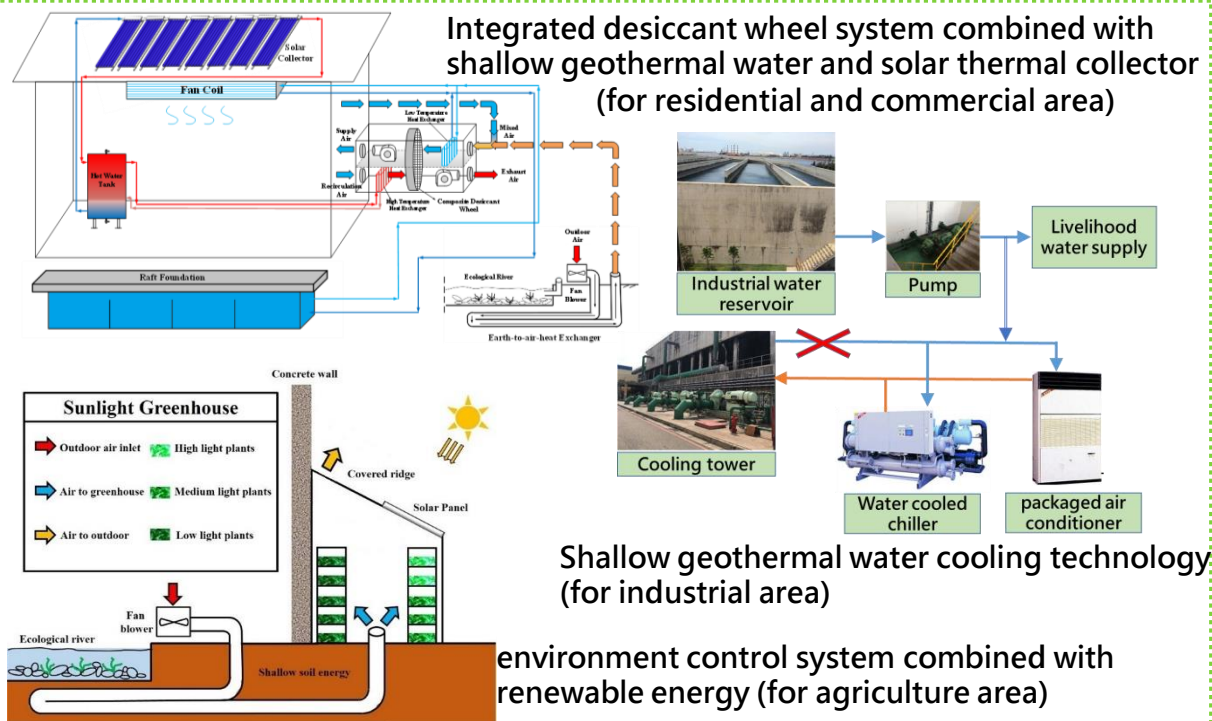 Integrated desiccant wheel system combined with
shallow geothermal water and solar thermal collector
(for residential and commercial area)
Solar
Collector
Fan Coil
Hot Water
Tank
Low Temperature
Heat Exchanger
Supply
Air
Mixed
Air
Recirculation
Air
Exhaust
Air
High Temperature
Heat Exchanger
Composite Desiccant
Wheel
Raft Foundation
Outdoor
Air
Ecological River
Fan
Blower
Earth-to-air-heat Exchanger
Industrial water
reservoir
Pump
Livelihood
water supply
Cooling tower
Water cooled
chiller
packaged air
conditioner
Shallow geothermal water cooling technology
(for industrial area)
Concrete wall
Sunlight Greenhouse
Outdoor air inlet
High light plants
Air to greenhouse
Medium light plants
Air to outdoor
Low light plants
Covered ridge
Solar Panel
Fan
blower
Ecological river
Shallow soil energy
environment control system combined with
renewable energy (for agriculture area)